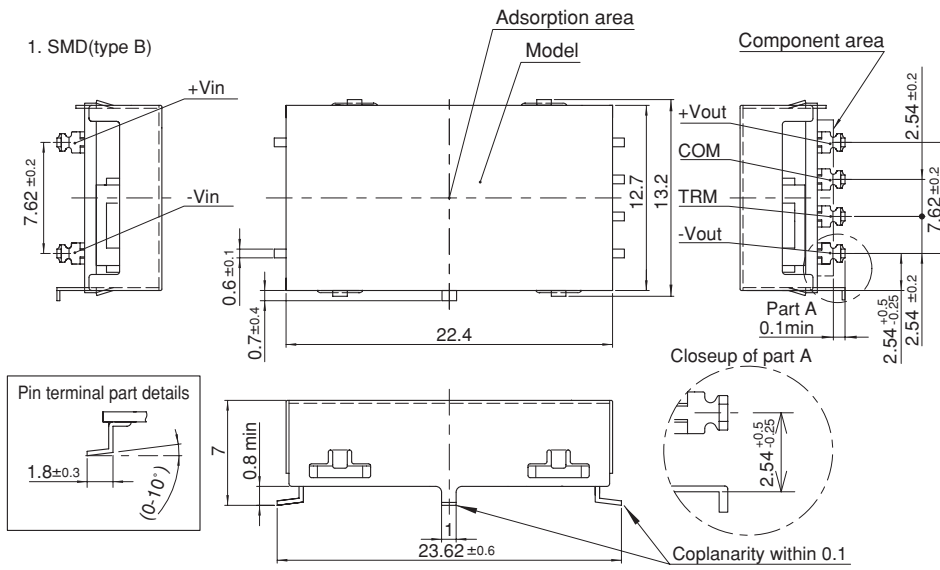 Adsorption area
1. SMD(type B)
Model
Component area
+Vin
-Vin
7.62 ±0.2
0.6 ±0.1
0.7±0.4
22.4
12.7
13.2
+Vout
COM
TRM
-Vout
2.54 ±0.2
7.62 ±0.2
2.54 ±0.2
2.54 +0.5 -0.25
Part A
0.1min
Closeup of part A
2.54 +0.5 -0.25
Pin terminal part details
1.8±0.3
(0-10°)
7
0.8 min
1
23.62 ±0.6
Coplanarity within 0.1